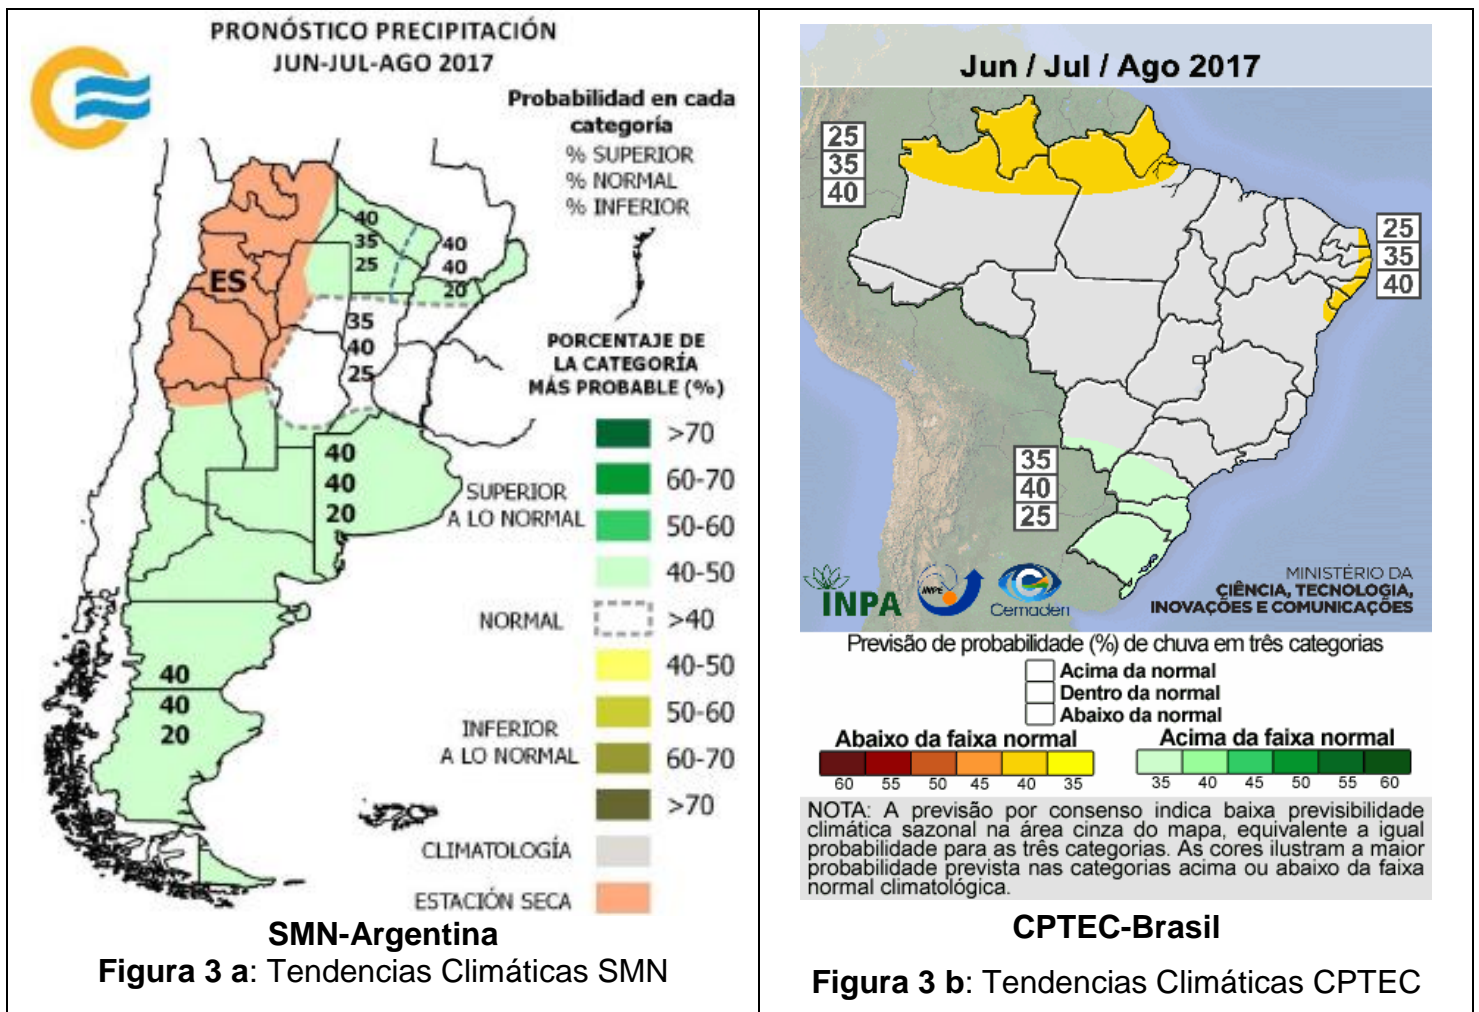 PRONÓSTICO PRECIPITACIÓN
JUN-JUL-AGO 2017
Probabilidad en cada
categoría
% SUPERIOR
% NORMAL
% INFERIOR
40
35
25
40
40
20
ES
35
40
25
40
40
20
40
40
20
PORCENTAJE DE
LA CATEGORÍA
MÁS PROBABLE (%)
SUPERIOR
A LO NORMAL
>70
60-70
50-60
40-50
NORMAL
>40
INFERIOR
A LO NORMAL
40-50
50-60
60-70
>70
CLIMATOLOGÍA
ESTACIÓN SECA
SMN-Argentina
Figura 3 a: Tendencias Climáticas SMN
Jun / Jul / Ago 2017
25
35
40
25
35
40
35
40
25
INPA
INPE
Cemaden
MINISTÉRIO DA
CIÊNCIA, TECNOLOGIA,
INOVAÇÕES E COMUNICAÇÕES
Previsão de probabilidade (%) de chuva em três categorias
Acima da normal
Dentro da normal
Abaixo da normal
Abaixo da faixa normal
60 55 50 45 40 35
Acima da faixa normal
35 40 45 50 55 60
NOTA: A previsão por consenso indica baixa previsibilidade
climática sazonal na área cinza do mapa, equivalente a igual
probabilidade para as três categorias. As cores ilustram a maior
probabilidade prevista nas categorias acima ou abaixo da faixa
normal climatológica.
CPTEC-Brasil
Figura 3 b: Tendencias Climáticas CPTEC